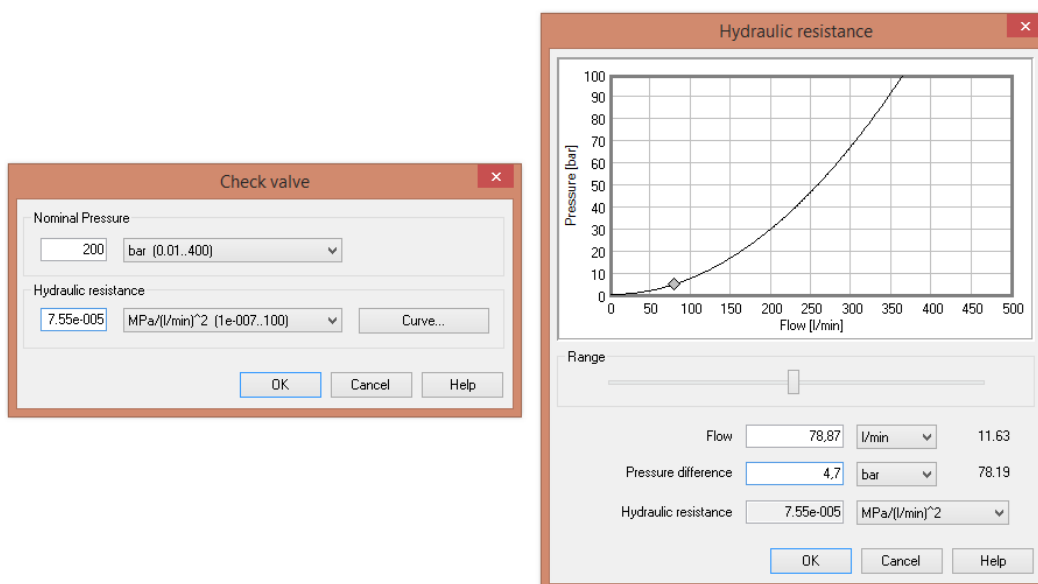 Check valve
Nominal Pressure
200 bar (0.01..400)
Hydraulic resistance
7.55e-005 MPa/(l/min)^2 (1e-007..100) Curve...
OK Cancel Help
Hydraulic resistance
Pressure [bar]
100
90
80
70
60
50
40
30
20
10
0
0 50 100 150 200 250 300 350 400 450 500
Flow [l/min]
Range
Flow 78,87 l/min 11.63
Pressure difference 4,7 bar 78.19
Hydraulic resistance 7.55e-005 MPa/(l/min)^2
OK Cancel Help